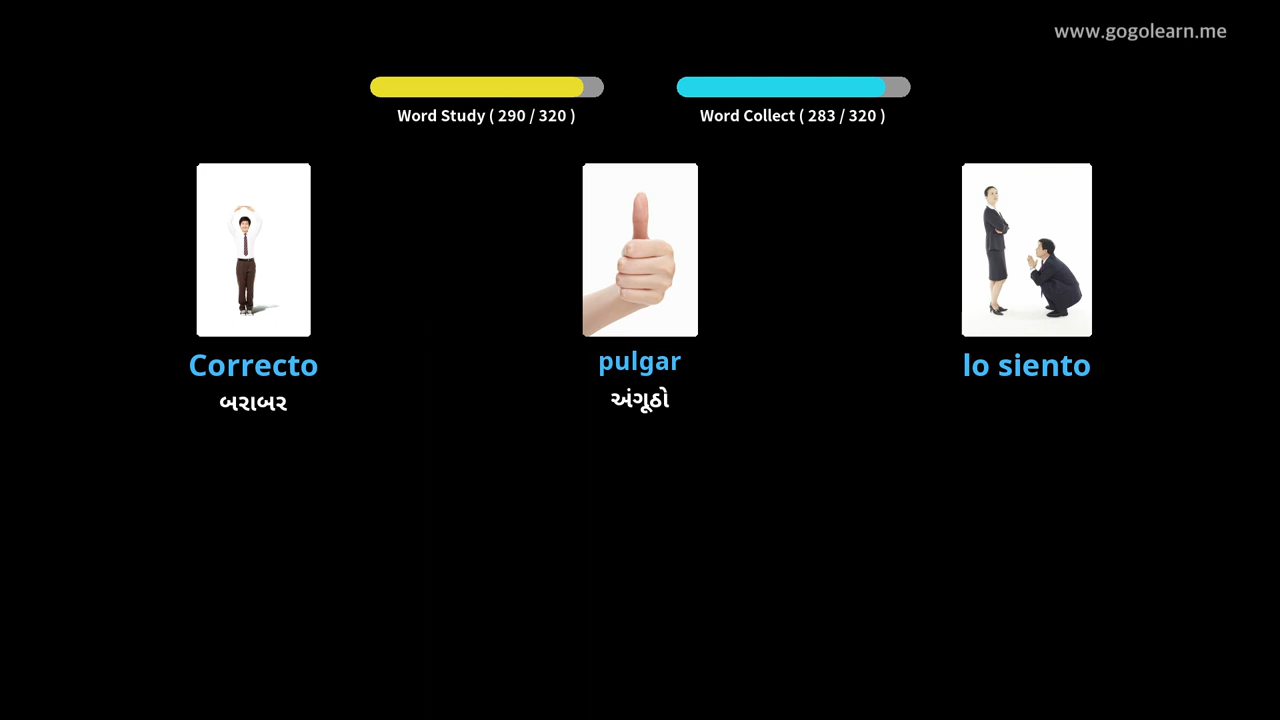 www.gogolearn.me
Word Study ( 290 / 320 )
Word Collect ( 283 / 320 )
Correcto
બરાબર
pulgar
અંગૂઠો
lo siento